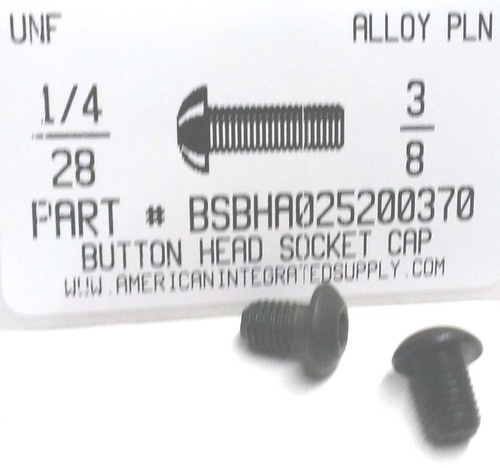 UNF ALLOY PLN
1/4 3
28 8
PART # BSBHA025200370
BUTTON HEAD SOCKET CAP
WWW.AMERICANINTEGRATEDSUPPLY.COM